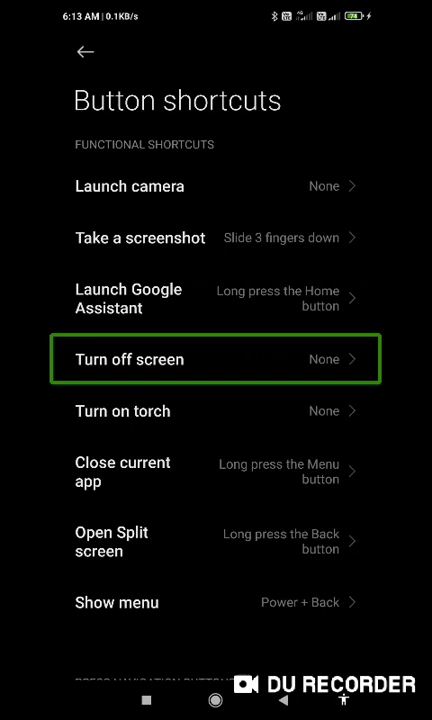 6:13 AM | 0.1KB/s
Button shortcuts
FUNCTIONAL SHORTCUTS
Launch camera None
Take a screenshot Slide 3 fingers down
Launch Google Assistant Long press the Home button
Turn off screen None
Turn on torch None
Close current app Long press the Menu button
Open Split screen Long press the Back button
Show menu Power + Back
DU RECORDER